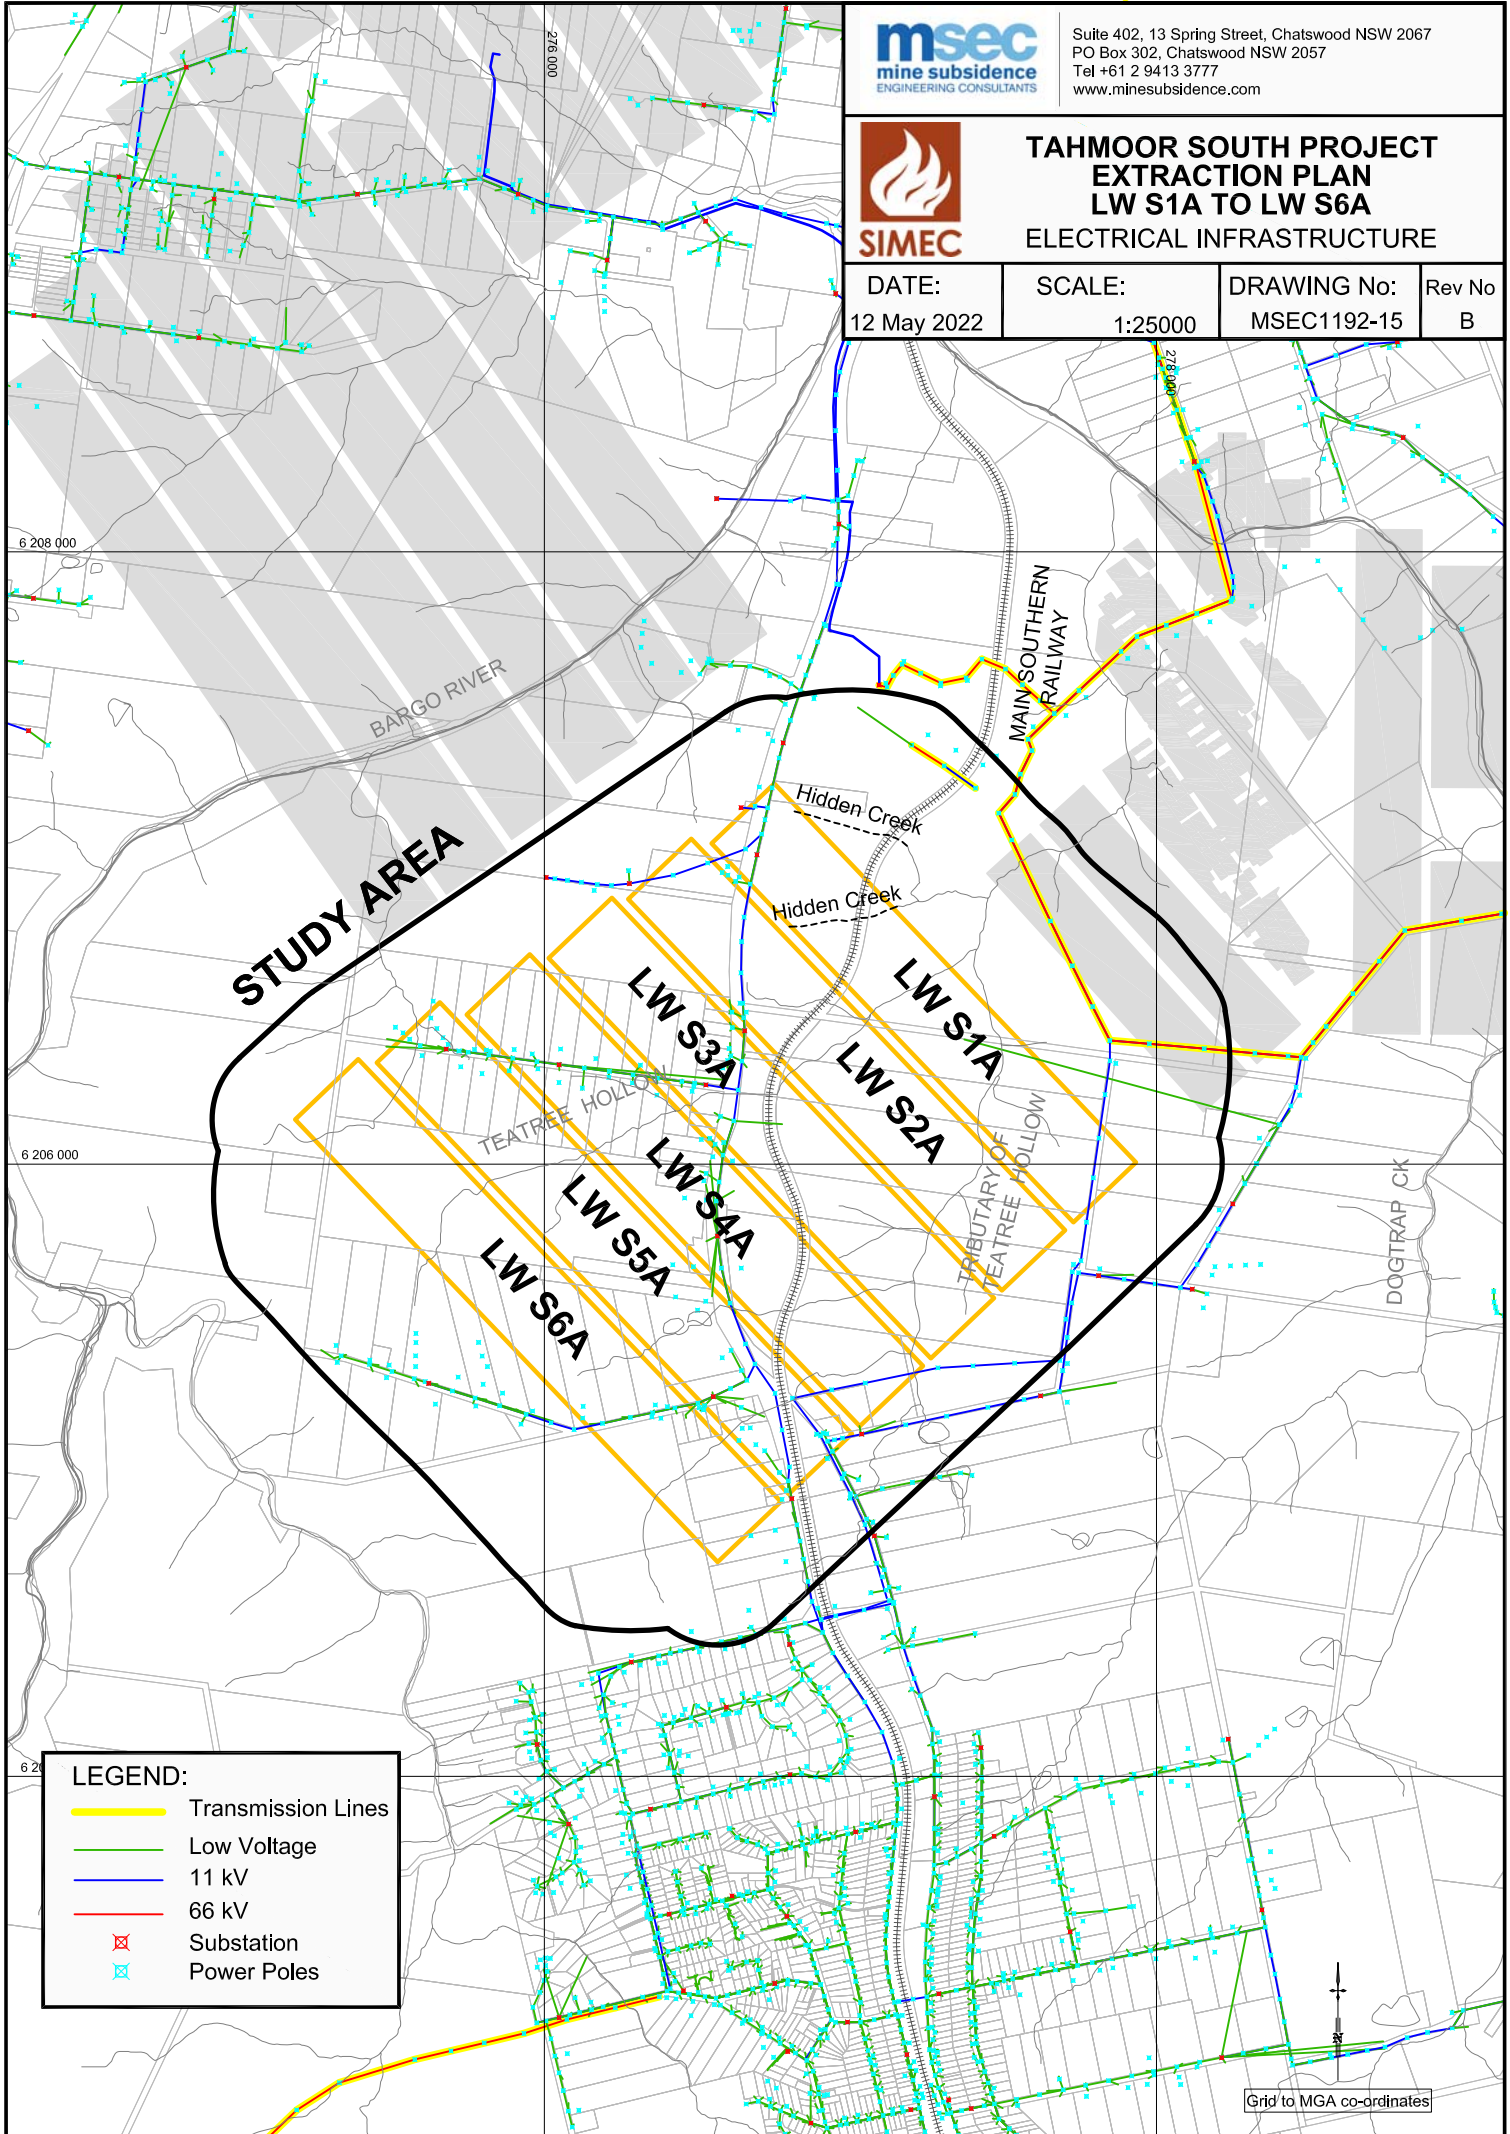 msec
mine subsidence
ENGINEERING CONSULTANTS
Suite 402, 13 Spring Street, Chatswood NSW 2067
PO Box 302, Chatswood NSW 2057
Tel +61 2 9413 3777
www.minesubsidence.com
SIMEC
TAHMOOR SOUTH PROJECT
EXTRACTION PLAN
LW S1A TO LW S6A
ELECTRICAL INFRASTRUCTURE
DATE:
12 May 2022
SCALE:
1:25000
DRAWING No:
MSEC1192-15
Rev No
B
276 000
278 000
6 208 000
MAIN SOUTHERN
RAILWAY
BARGO RIVER
Hidden Creek
STUDY AREA
Hidden Creek
LW S1A
LW S3A
LW S2A
TEATREE HOLLOW
LW S4A
TRIBUTARY OF
TEATREE HOLLOW
6 206 000
LW S5A
DOGTRAP CK
LW S6A
6 20
LEGEND:
Transmission Lines
Low Voltage
11 kV
66 kV
Substation
Power Poles
N
Grid to MGA co-ordinates